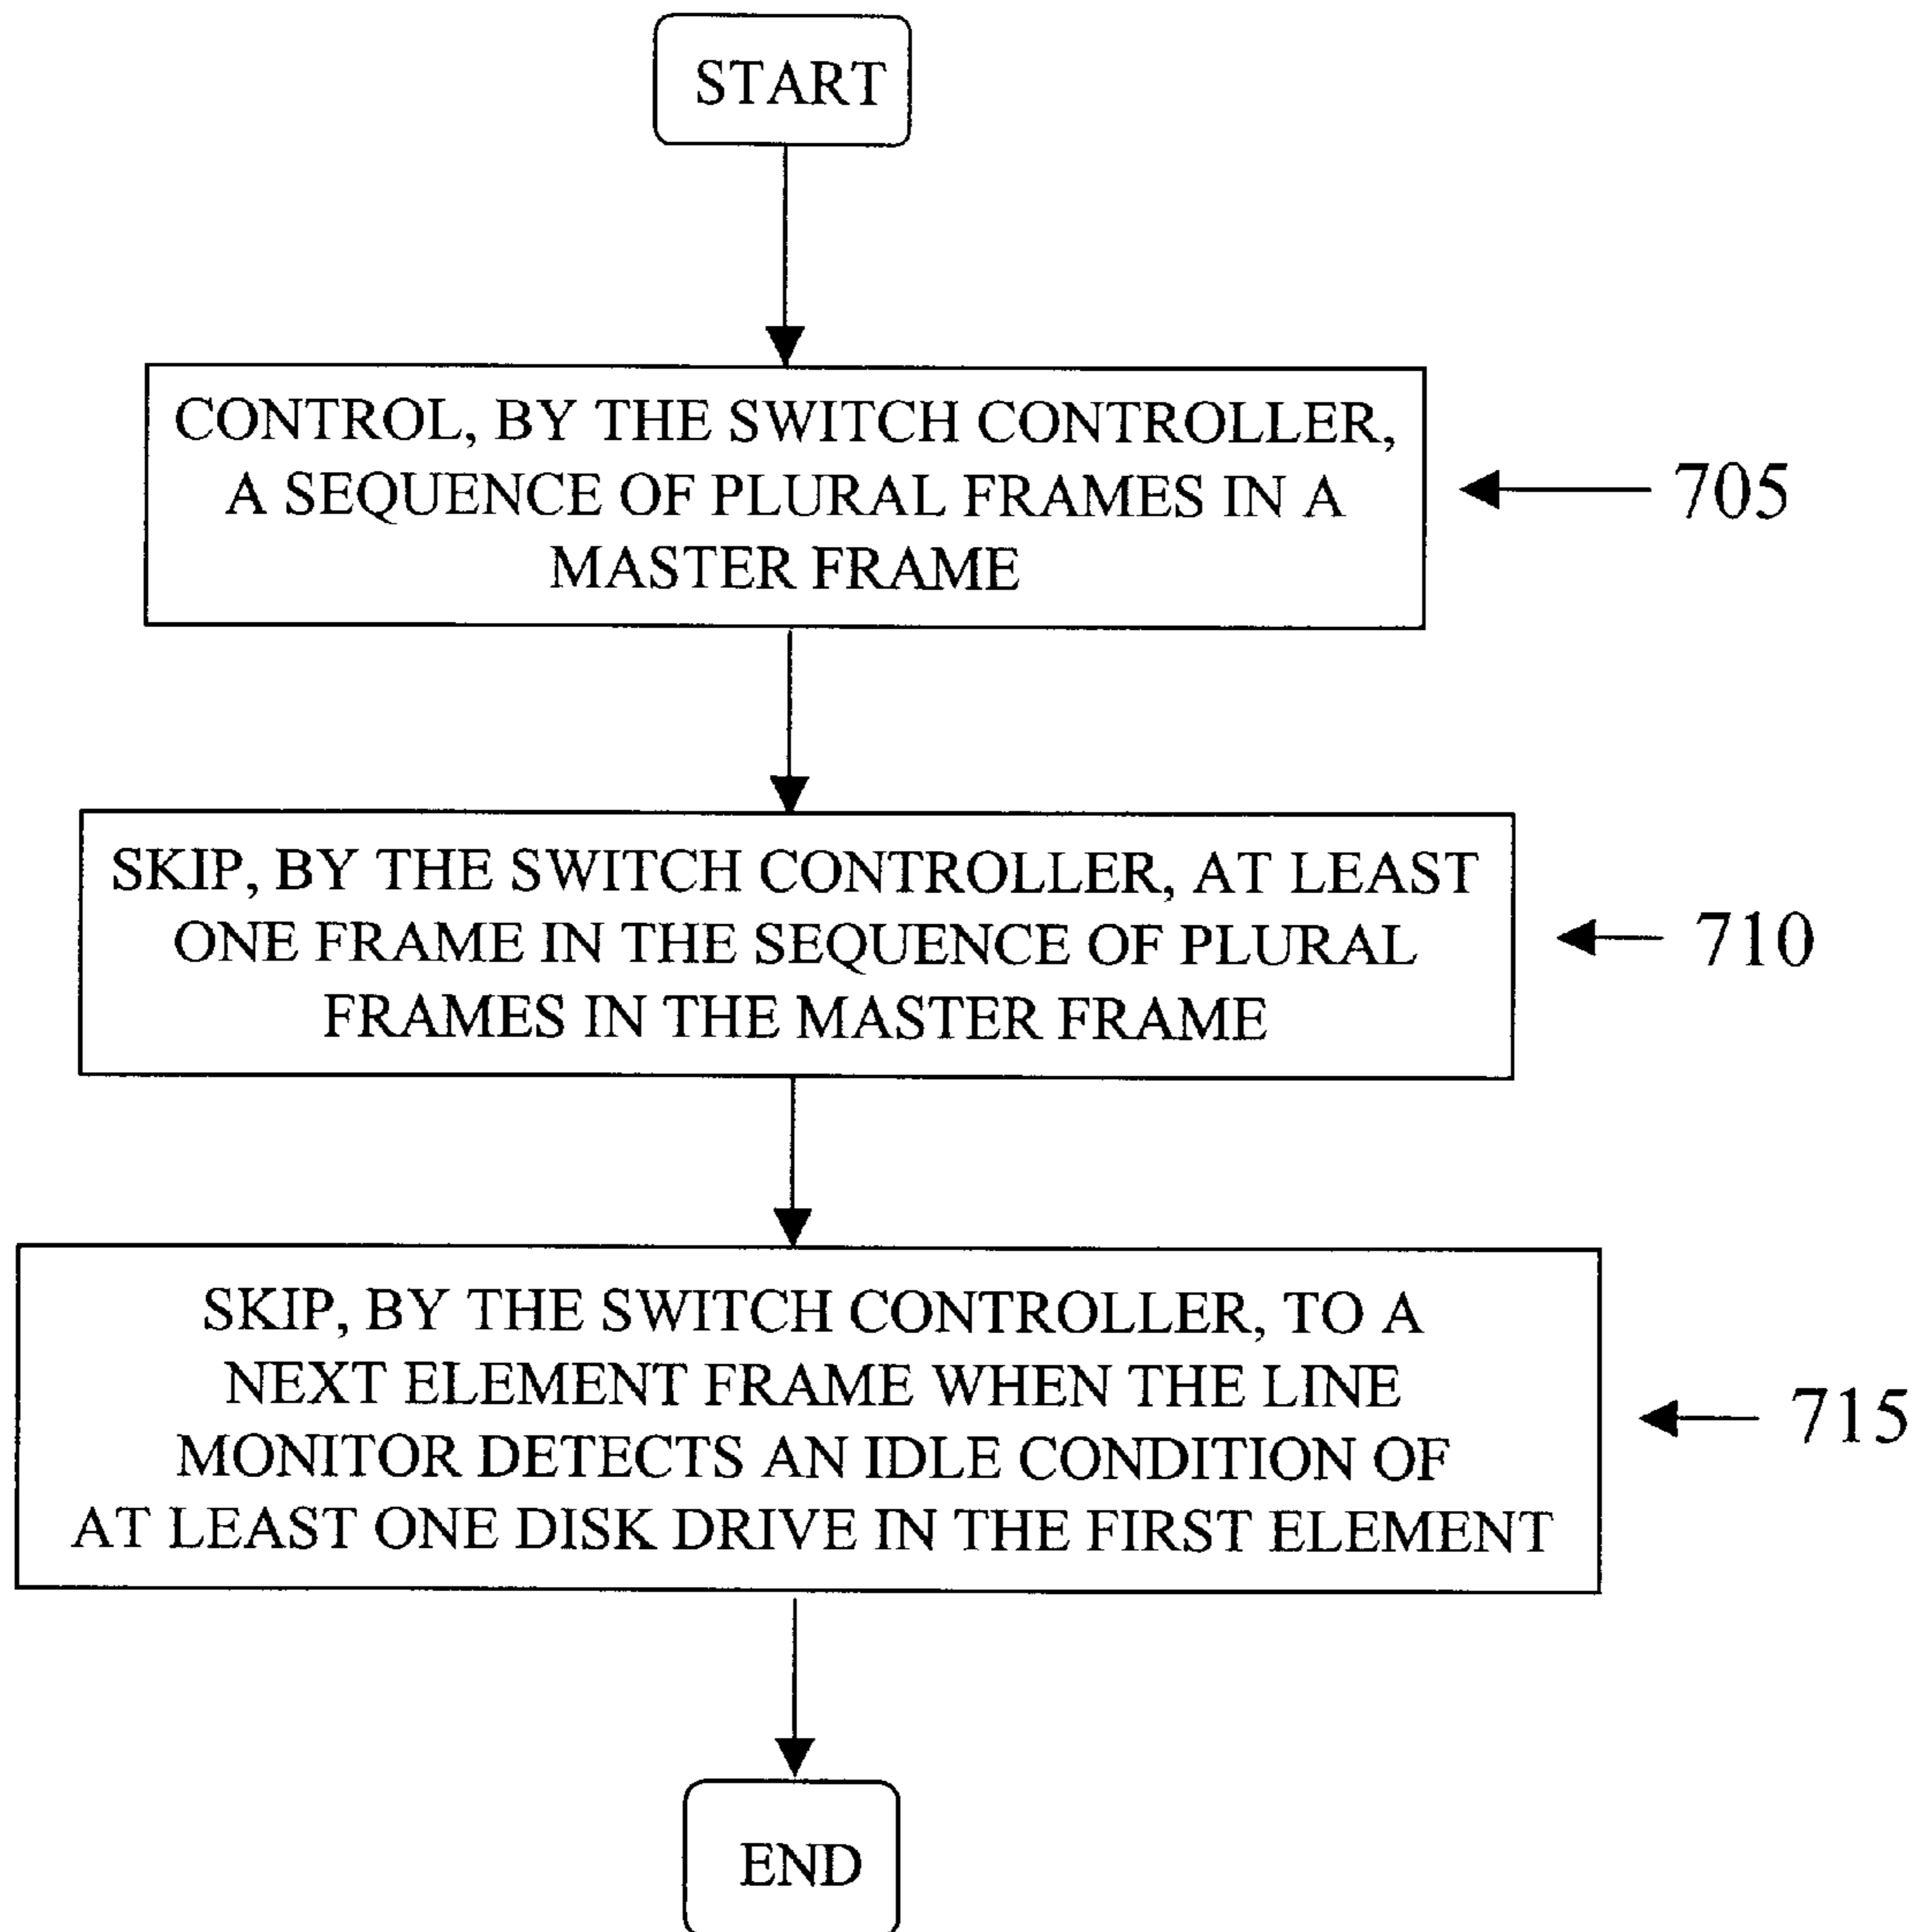 START
CONTROL, BY THE SWITCH CONTROLLER,
A SEQUENCE OF PLURAL FRAMES IN A
MASTER FRAME
705
SKIP, BY THE SWITCH CONTROLLER, AT LEAST
ONE FRAME IN THE SEQUENCE OF PLURAL
FRAMES IN THE MASTER FRAME
710
SKIP, BY THE SWITCH CONTROLLER, TO A
NEXT ELEMENT FRAME WHEN THE LINE
MONITOR DETECTS AN IDLE CONDITION OF
AT LEAST ONE DISK DRIVE IN THE FIRST ELEMENT
715
END